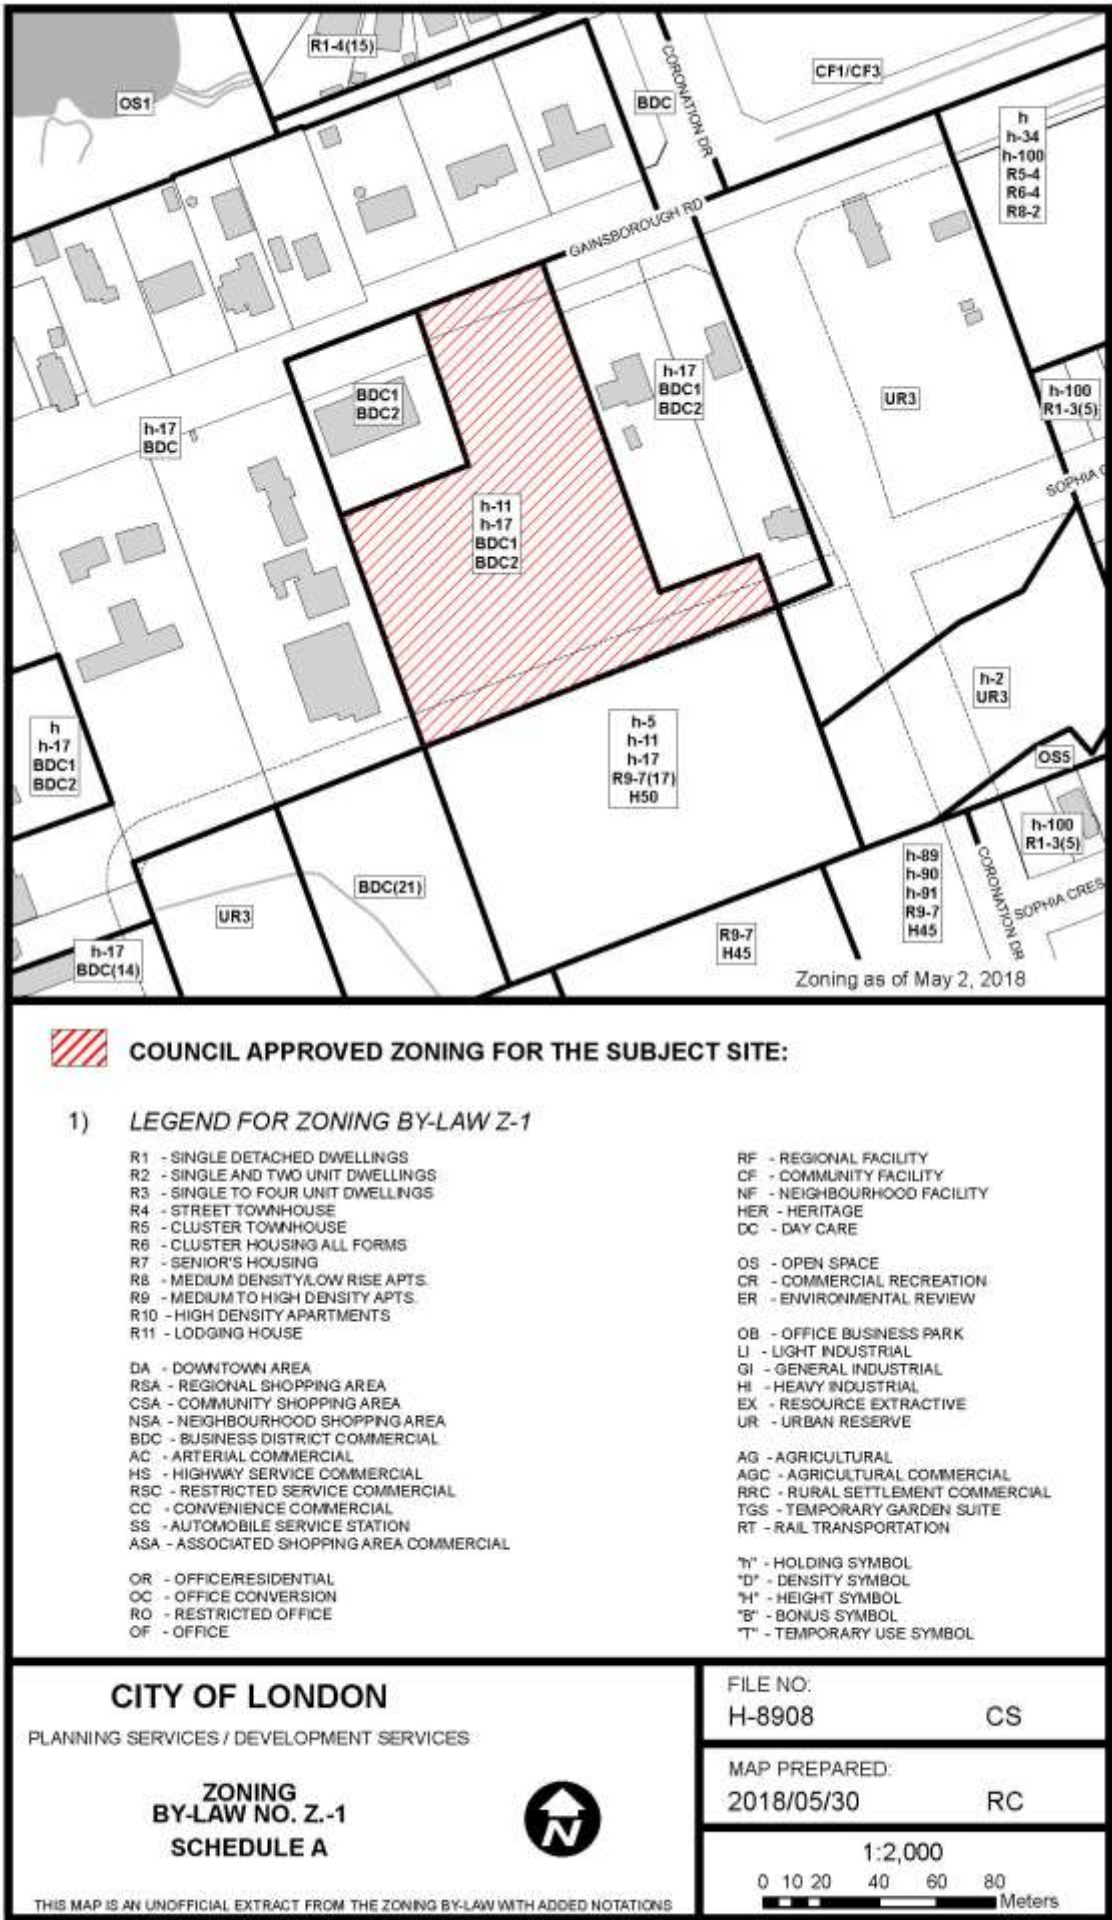 R1-4(15)
OS1
CORONATION DR
CF1/CF3
BDC
h
h-34
h-100
R5-4
R6-4
R8-2
GAINSBOROUGH RD
BDC1
BDC2
h-17
BDC1
BDC2
UR3
h-100
R1-3(5)
h-17
BDC
SOPHIA C
h-11
h-17
BDC1
BDC2
h-2
UR3
h
h-17
BDC1
BDC2
h-5
h-11
h-17
R9-7(17)
H50
OS5
h-100
R1-3(5)
h-89
h-90
h-91
R9-7
H45
CORONATION DR
SOPHIA CRES
BDC(21)
UR3
R9-7
H45
h-17
BDC(14)
Zoning as of May 2, 2018
COUNCIL APPROVED ZONING FOR THE SUBJECT SITE:
1) LEGEND FOR ZONING BY-LAW Z-1
R1 - SINGLE DETACHED DWELLINGS
R2 - SINGLE AND TWO UNIT DWELLINGS
R3 - SINGLE TO FOUR UNIT DWELLINGS
R4 - STREET TOWNHOUSE
R5 - CLUSTER TOWNHOUSE
R6 - CLUSTER HOUSING ALL FORMS
R7 - SENIOR'S HOUSING
R8 - MEDIUM DENSITY/LOW RISE APTS.
R9 - MEDIUM TO HIGH DENSITY APTS.
R10 - HIGH DENSITY APARTMENTS
R11 - LODGING HOUSE
DA - DOWNTOWN AREA
RSA - REGIONAL SHOPPING AREA
CSA - COMMUNITY SHOPPING AREA
NSA - NEIGHBOURHOOD SHOPPING AREA
BDC - BUSINESS DISTRICT COMMERCIAL
AC - ARTERIAL COMMERCIAL
HS - HIGHWAY SERVICE COMMERCIAL
RSC - RESTRICTED SERVICE COMMERCIAL
CC - CONVENIENCE COMMERCIAL
SS - AUTOMOBILE SERVICE STATION
ASA - ASSOCIATED SHOPPING AREA COMMERCIAL
OR - OFFICE/RESIDENTIAL
OC - OFFICE CONVERSION
RO - RESTRICTED OFFICE
OF - OFFICE
RF - REGIONAL FACILITY
CF - COMMUNITY FACILITY
NF - NEIGHBOURHOOD FACILITY
HER - HERITAGE
DC - DAY CARE
OS - OPEN SPACE
CR - COMMERCIAL RECREATION
ER - ENVIRONMENTAL REVIEW
OB - OFFICE BUSINESS PARK
LI - LIGHT INDUSTRIAL
GI - GENERAL INDUSTRIAL
HI - HEAVY INDUSTRIAL
EX - RESOURCE EXTRACTIVE
UR - URBAN RESERVE
AG - AGRICULTURAL
AGC - AGRICULTURAL COMMERCIAL
RRC - RURAL SETTLEMENT COMMERCIAL
TGS - TEMPORARY GARDEN SUITE
RT - RAIL TRANSPORTATION
"h" - HOLDING SYMBOL
"D" - DENSITY SYMBOL
"H" - HEIGHT SYMBOL
"B" - BONUS SYMBOL
"T" - TEMPORARY USE SYMBOL
CITY OF LONDON
PLANNING SERVICES / DEVELOPMENT SERVICES
ZONING
BY-LAW NO. Z.-1
SCHEDULE A
N
THIS MAP IS AN UNOFFICIAL EXTRACT FROM THE ZONING BY-LAW WITH ADDED NOTATIONS
FILE NO:
H-8908 CS
MAP PREPARED:
2018/05/30 RC
1:2,000
0 10 20 40 60 80
Meters